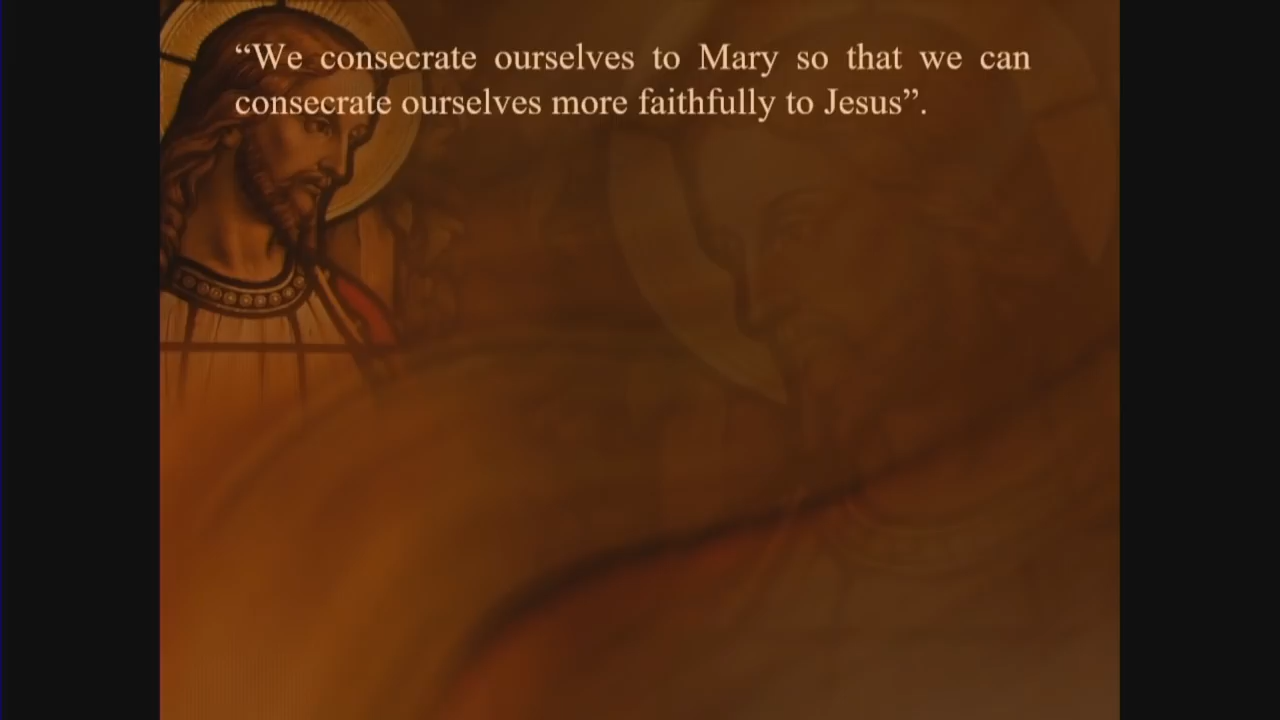 “We consecrate ourselves to Mary so that we can
consecrate ourselves more faithfully to Jesus”.